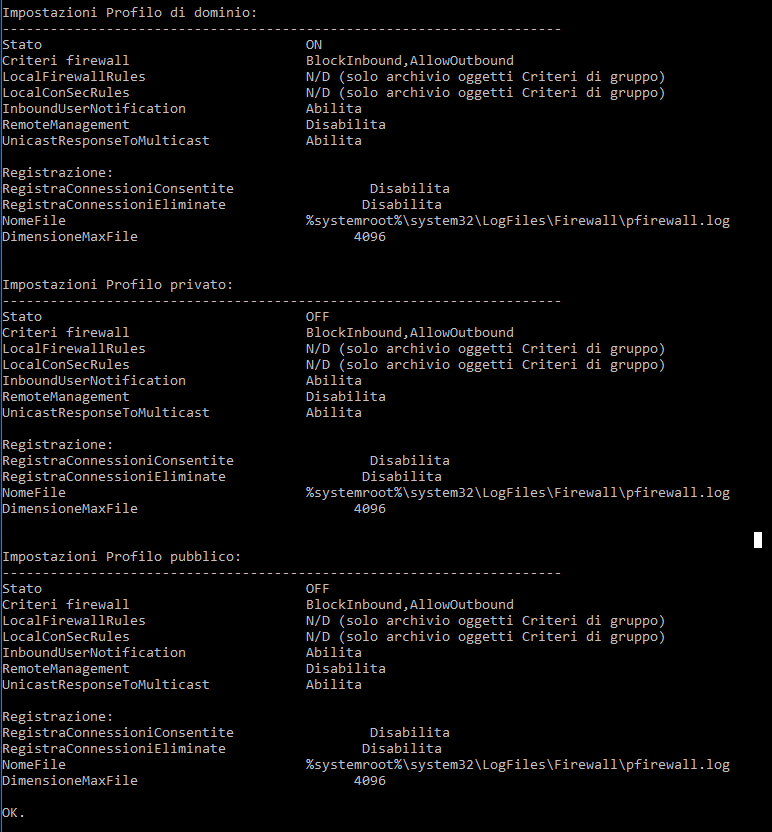 Impostazioni Profilo di dominio:
----------------------------------------------------------------------
Stato                                 ON
Criteri firewall                      BlockInbound,AllowOutbound
LocalFirewallRules                    N/D (solo archivio oggetti Criteri di gruppo)
LocalConSecRules                      N/D (solo archivio oggetti Criteri di gruppo)
InboundUserNotification               Abilita
RemoteManagement                      Disabilita
UnicastResponseToMulticast            Abilita

Registrazione:
RegistraConnessioniConsentite                 Disabilita
RegistraConnessioniEliminate                 Disabilita
NomeFile                              %systemroot%\system32\LogFiles\Firewall\pfirewall.log
DimensioneMaxFile                           4096

Impostazioni Profilo privato:
----------------------------------------------------------------------
Stato                                 OFF
Criteri firewall                      BlockInbound,AllowOutbound
LocalFirewallRules                    N/D (solo archivio oggetti Criteri di gruppo)
LocalConSecRules                      N/D (solo archivio oggetti Criteri di gruppo)
InboundUserNotification               Abilita
RemoteManagement                      Disabilita
UnicastResponseToMulticast            Abilita

Registrazione:
RegistraConnessioniConsentite                 Disabilita
RegistraConnessioniEliminate                 Disabilita
NomeFile                              %systemroot%\system32\LogFiles\Firewall\pfirewall.log
DimensioneMaxFile                           4096

Impostazioni Profilo pubblico:
----------------------------------------------------------------------
Stato                                 OFF
Criteri firewall                      BlockInbound,AllowOutbound
LocalFirewallRules                    N/D (solo archivio oggetti Criteri di gruppo)
LocalConSecRules                      N/D (solo archivio oggetti Criteri di gruppo)
InboundUserNotification               Abilita
RemoteManagement                      Disabilita
UnicastResponseToMulticast            Abilita

Registrazione:
RegistraConnessioniConsentite                 Disabilita
RegistraConnessioniEliminate                 Disabilita
NomeFile                              %systemroot%\system32\LogFiles\Firewall\pfirewall.log
DimensioneMaxFile                           4096

OK.